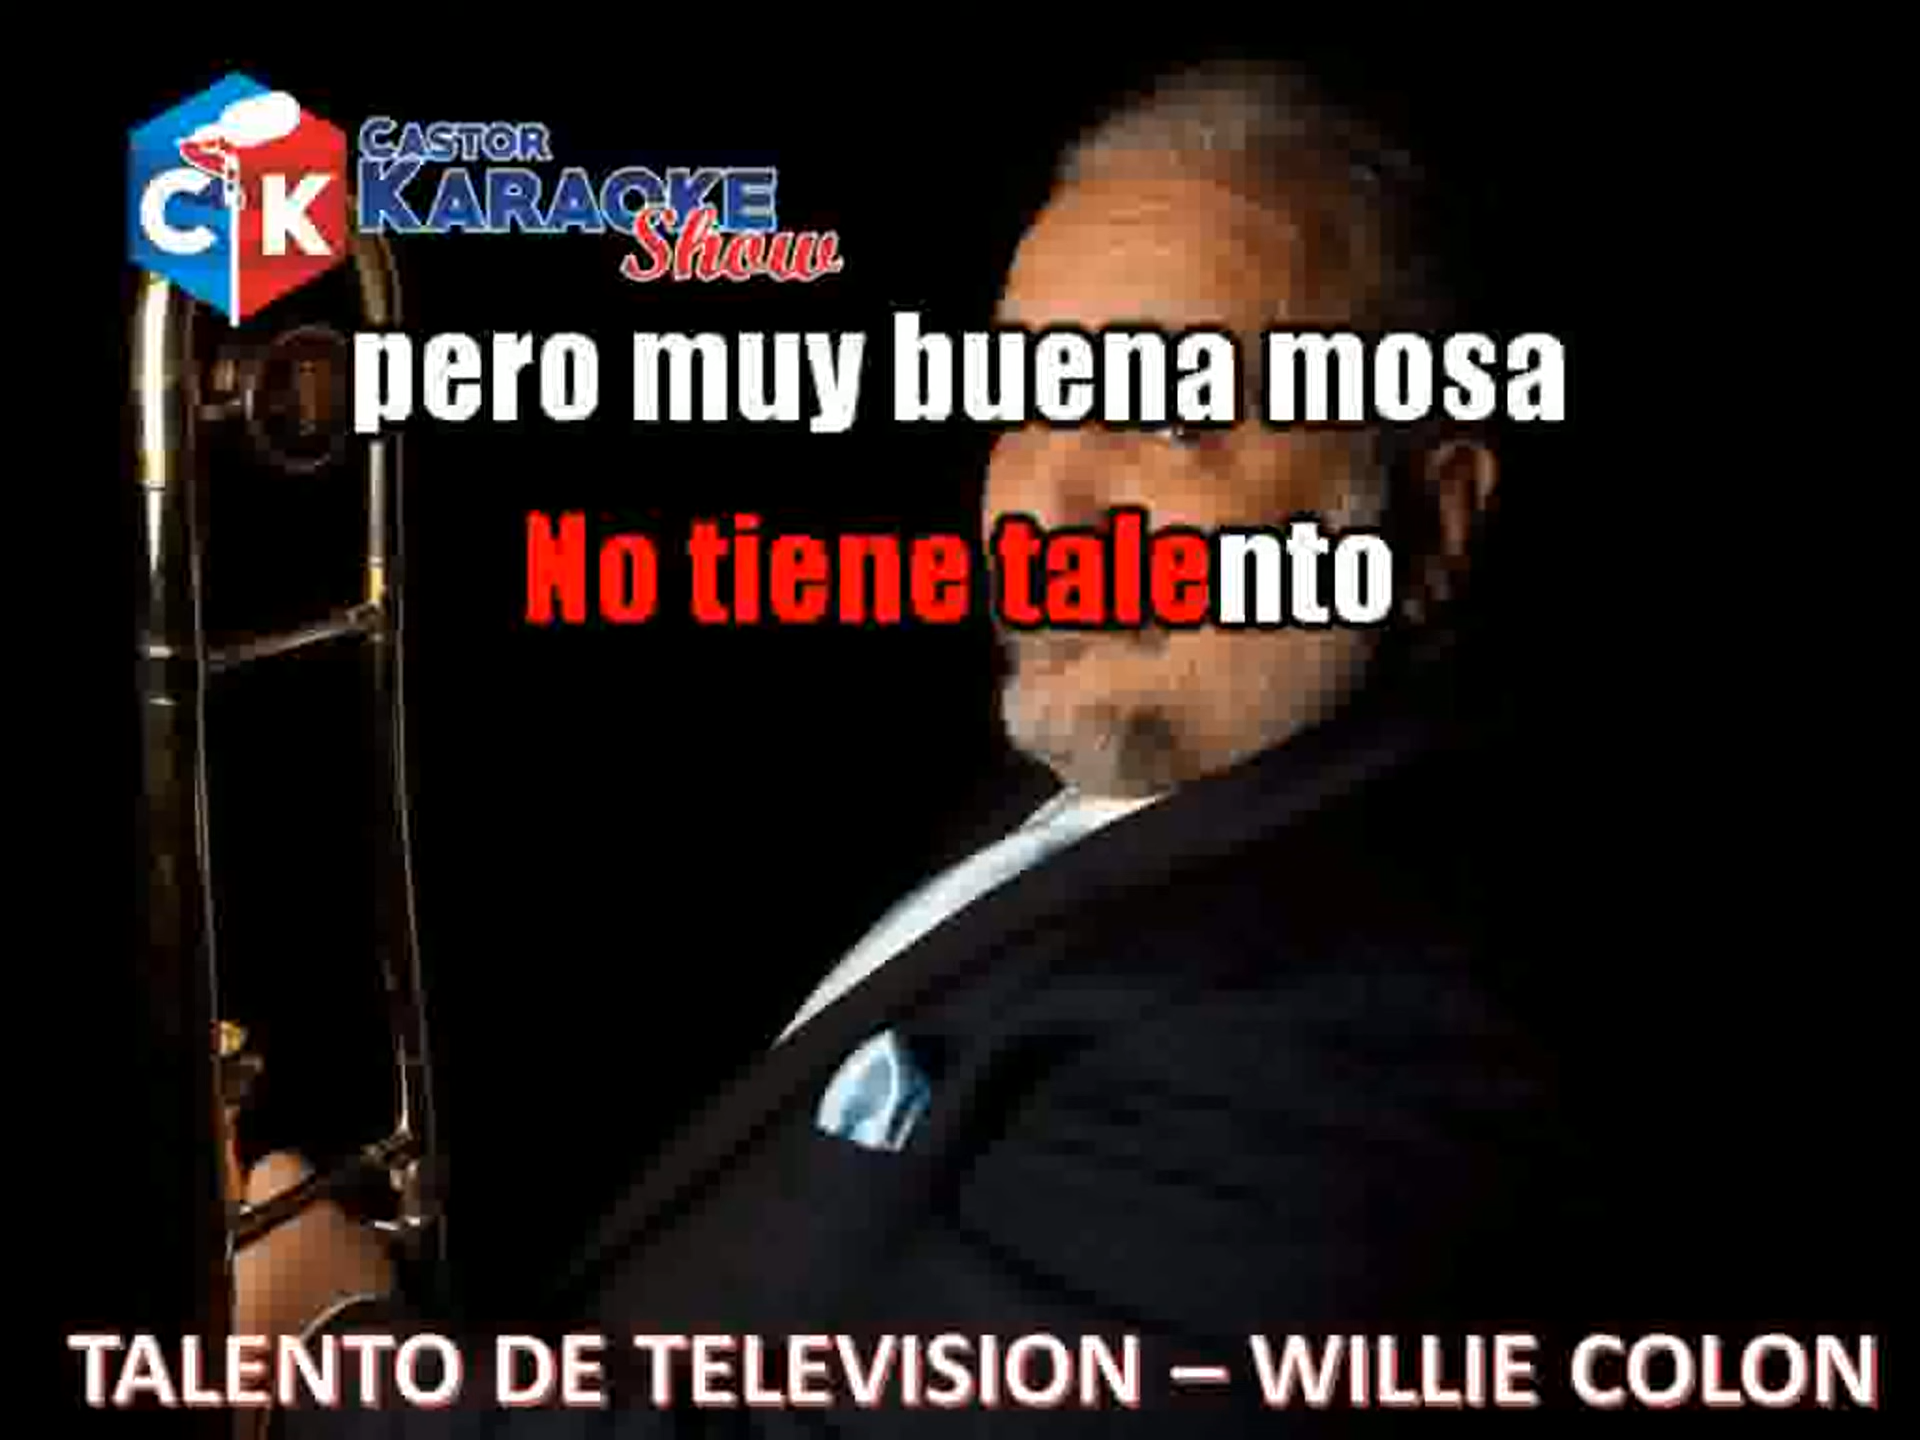 CK
CASTOR
KARAOKE
Show
pero muy buena mosa
No tiene talento
TALENTO DE TELEVISION – WILLIE COLON